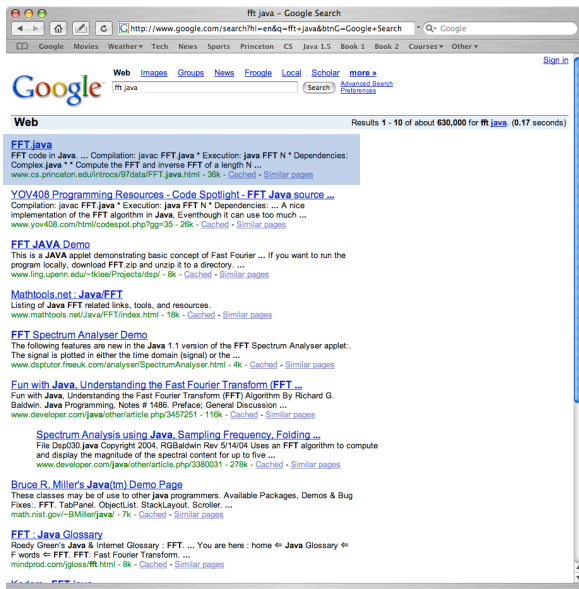 fft java – Google Search
http://www.google.com/search?hl=en&q=fft+java&btnG=Google+Search
Q- Google
Google Movies Weather▾ Tech News Sports Princeton CS Java 1.5 Book 1 Book 2 Courses▾ Other▾
Sign in
Google
Web Images Groups News Froogle Local Scholar more »
fft java
Search
Advanced Search
Preferences
Web
Results 1 - 10 of about 630,000 for fft java. (0.17 seconds)
FFT.java
FFT code in Java. ... Compilation: javac FFT.java * Execution: java FFT N * Dependencies:
Complex.java * * Compute the FFT and inverse FFT of a length N ...
www.cs.princeton.edu/introcs/97data/FFT.java.html - 36k - Cached - Similar pages
YOV408 Programming Resources - Code Spotlight - FFT Java source ...
Compilation: javac FFT.java * Execution: java FFT N * Dependencies: ... A nice
implementation of the FFT algorithm in Java, Eventhough it can use too much ...
www.yov408.com/html/codespot.php?gg=35 - 26k - Cached - Similar pages
FFT JAVA Demo
This is a JAVA applet demonstrating basic concept of Fast Fourier ... If you want to run the
program locally, download FFT.zip and unzip it to a directory. ...
www.ling.upenn.edu/~tklee/Projects/dsp/ - 8k - Cached - Similar pages
Mathtools.net : Java/FFT
Listing of Java FFT related links, tools, and resources.
www.mathtools.net/Java/FFT/index.html - 18k - Cached - Similar pages
FFT Spectrum Analyser Demo
The following features are new in the Java 1.1 version of the FFT Spectrum Analyser applet:.
The signal is plotted in either the time domain (signal) or the ...
www.dsptutor.freeuk.com/analyser/SpectrumAnalyser.html - 4k - Cached - Similar pages
Fun with Java, Understanding the Fast Fourier Transform (FFT ...
Fun with Java, Understanding the Fast Fourier Transform (FFT) Algorithm By Richard G.
Baldwin. Java Programming, Notes # 1486. Preface; General Discussion ...
www.developer.com/java/other/article.php/3457251 - 116k - Cached - Similar pages
Spectrum Analysis using Java, Sampling Frequency, Folding ...
File Dsp030.java Copyright 2004, RGBaldwin Rev 5/14/04 Uses an FFT algorithm to compute
and display the magnitude of the spectral content for up to five ...
www.developer.com/java/other/article.php/3380031 - 278k - Cached - Similar pages
Bruce R. Miller's Java(tm) Demo Page
These classes may be of use to other java programmers. Available Packages, Demos & Bug
Fixes:. FFT. TabPanel. ObjectList. StackLayout. Scroller. ...
math.nist.gov/~BMiller/java/ - 7k - Cached - Similar pages
FFT : Java Glossary
Roedy Green's Java & Internet Glossary : FFT. ... You are here : home ⇐ Java Glossary ⇐
F words ⇐ FFT. FFT: Fast Fourier Transform. ...
mindprod.com/jgloss/fft.html - 8k - Cached - Similar pages